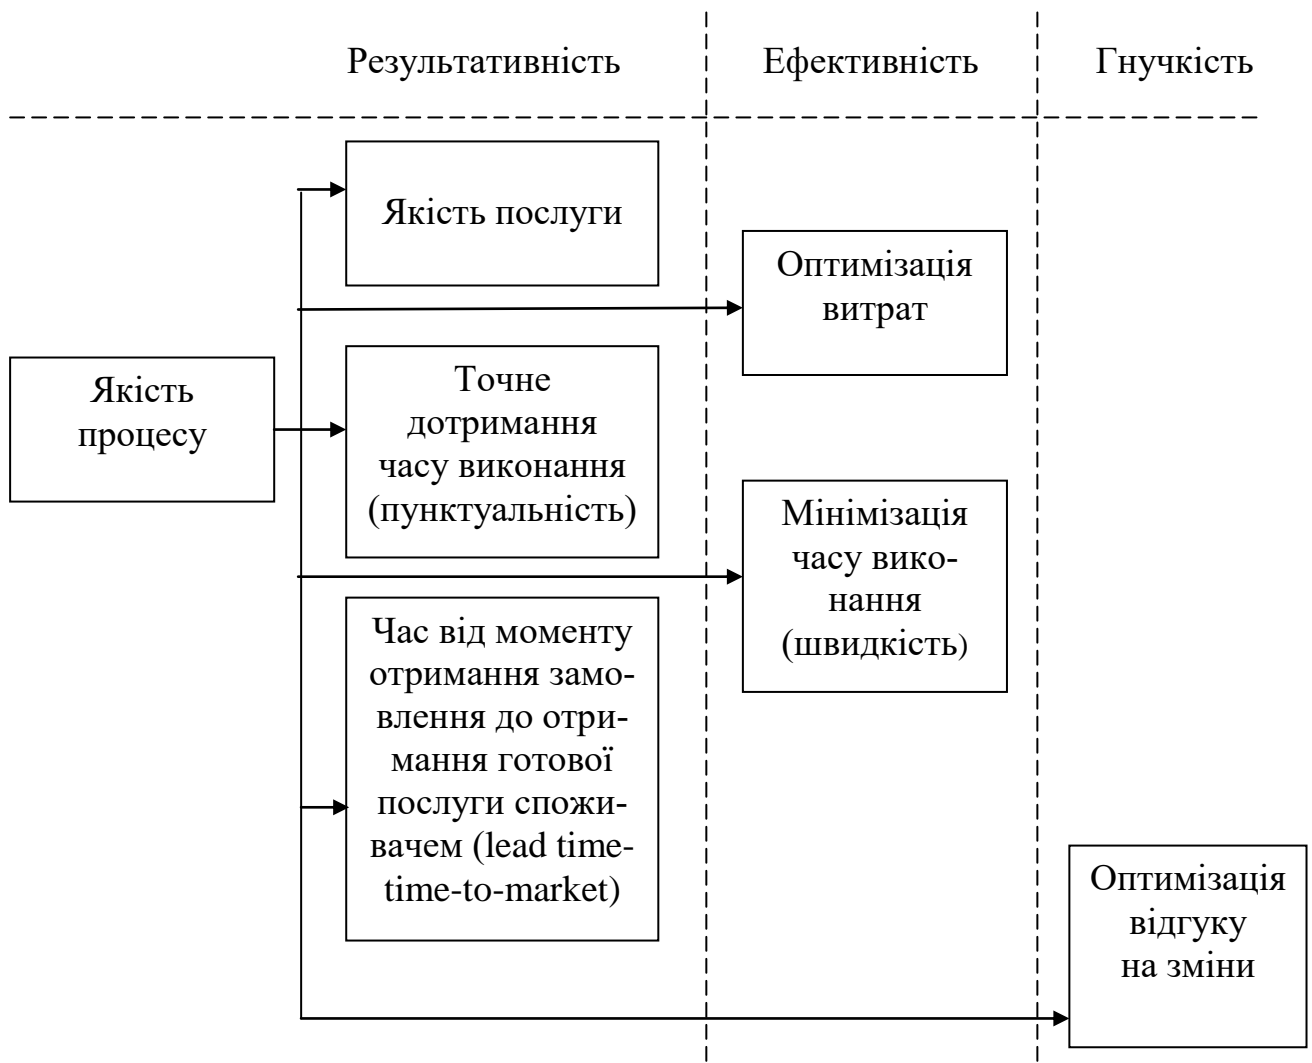 Результативність
Ефективність
Гнучкість
Якість послуги
Оптимізація
витрат
Якість
процесу
Точне
дотримання
часу виконання
(пунктуальність)
Мінімізація
часу вико-
нання
(швидкість)
Час від моменту
отримання замо-
влення до отри-
мання готової
послуги спожи-
вачем (lead time-
time-to-market)
Оптимізація
відгуку
на зміни